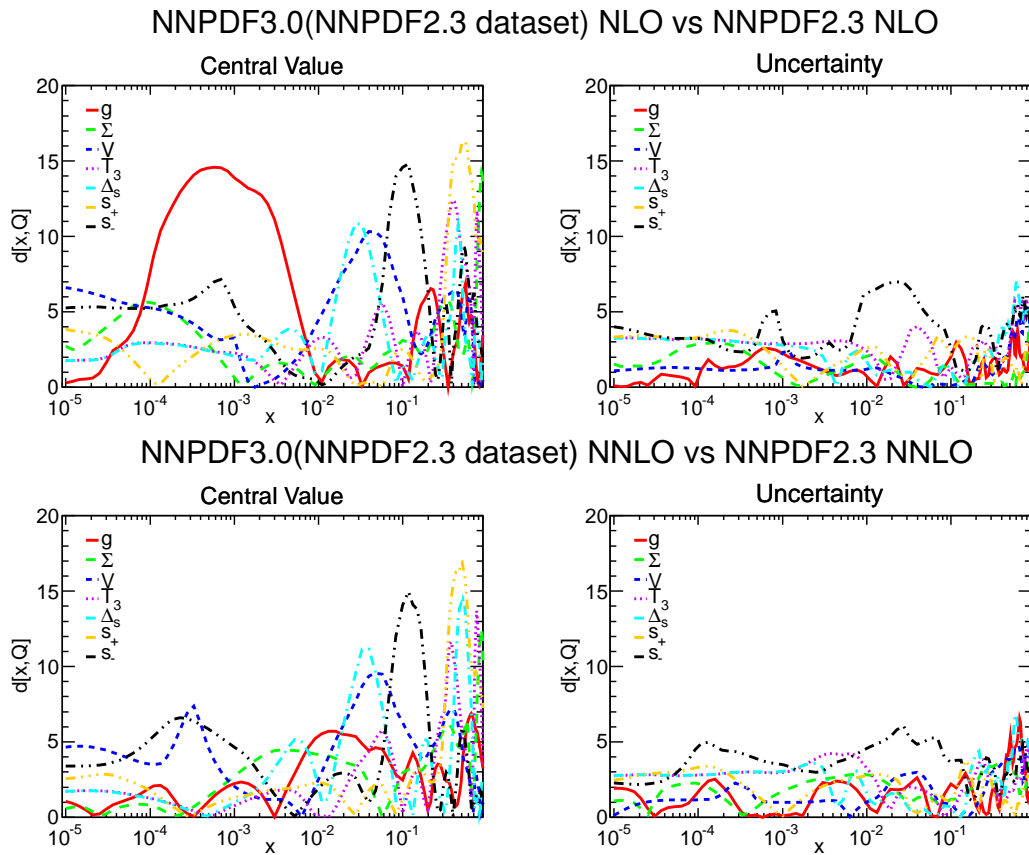 NNPDF3.0(NNPDF2.3 dataset) NLO vs NNPDF2.3 NLO
Central Value
d[x,Q]
20
15
10
5
0
g
Σ
V
T₃
Δₛ
s₊
s₋
10⁻⁵ 10⁻⁴ 10⁻³ 10⁻² 10⁻¹
x
Uncertainty
d[x,Q]
20
15
10
5
0
g
Σ
V
T₃
Δₛ
s₊
s₋
10⁻⁵ 10⁻⁴ 10⁻³ 10⁻² 10⁻¹
x
NNPDF3.0(NNPDF2.3 dataset) NNLO vs NNPDF2.3 NNLO
Central Value
d[x,Q]
20
15
10
5
0
g
Σ
V
T₃
Δₛ
s₊
s₋
10⁻⁵ 10⁻⁴ 10⁻³ 10⁻² 10⁻¹
x
Uncertainty
d[x,Q]
20
15
10
5
0
g
Σ
V
T₃
Δₛ
s₊
s₋
10⁻⁵ 10⁻⁴ 10⁻³ 10⁻² 10⁻¹
x